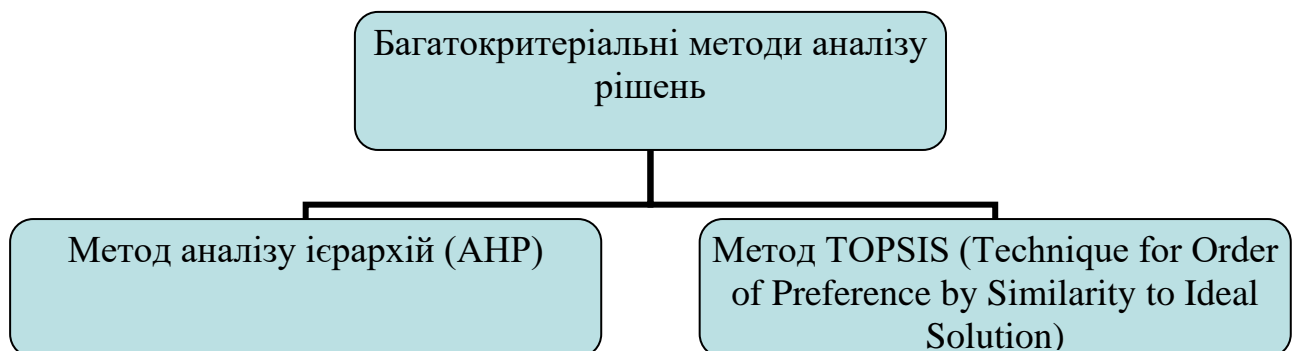 Багатокритеріальні методи аналізу
рішень
Метод аналізу ієрархій (AHP)
Метод TOPSIS (Technique for Order
of Preference by Similarity to Ideal
Solution)